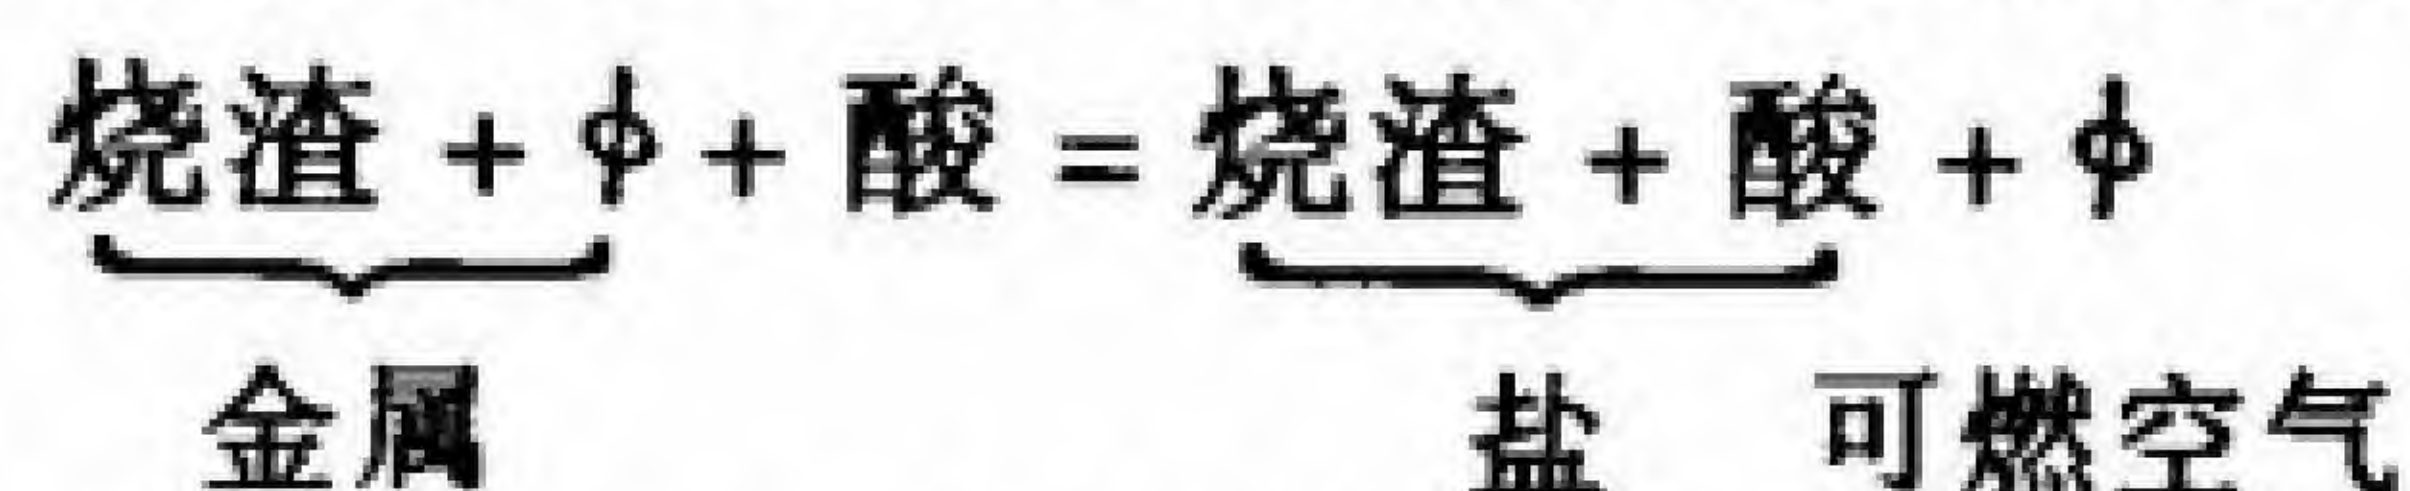 烧渣 + ϕ + 酸 = 烧渣 + 酸 + ϕ
金属 盐 可燃空气